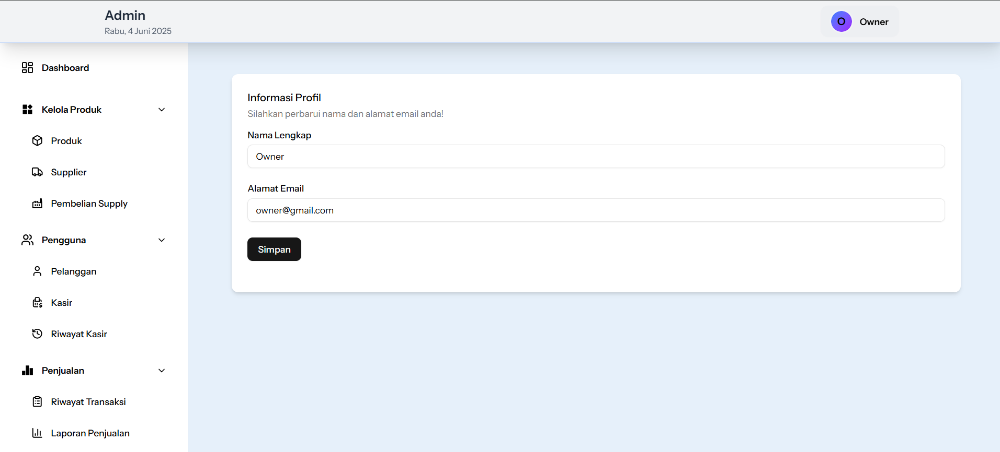 Admin
Rabu, 4 Juni 2025
O
Owner
Dashboard
Kelola Produk
Produk
Supplier
Pembelian Supply
Pengguna
Pelanggan
Kasir
Riwayat Kasir
Penjualan
Riwayat Transaksi
Laporan Penjualan
Informasi Profil
Silahkan perbarui nama dan alamat email anda!
Nama Lengkap
Owner
Alamat Email
owner@gmail.com
Simpan